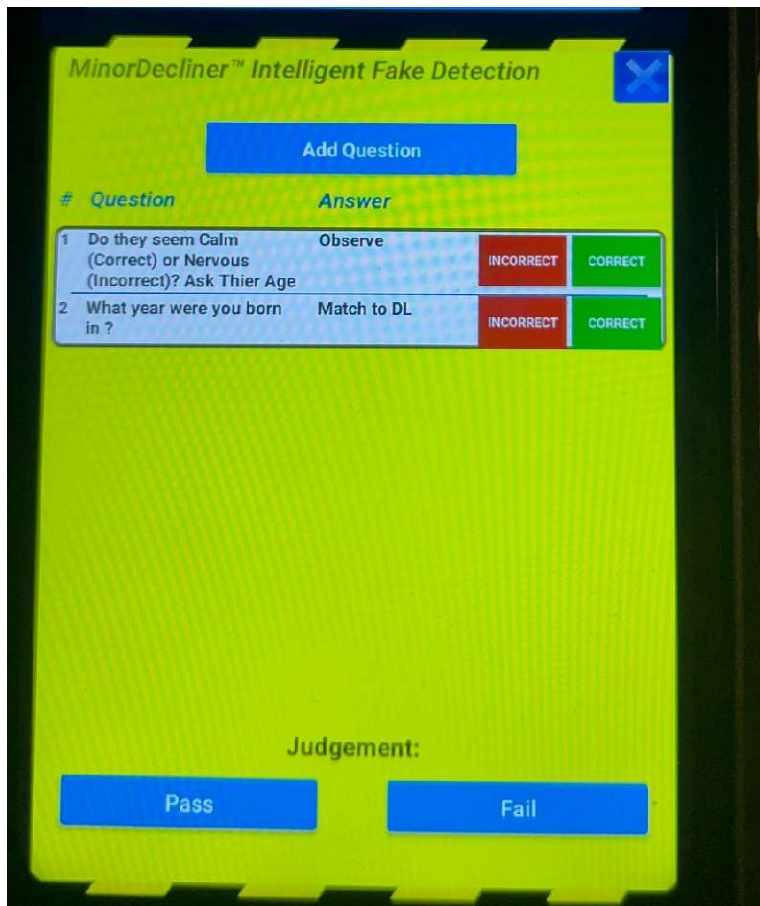 MinorDecliner™ Intelligent Fake Detection
Add Question
# Question Answer
1 Do they seem Calm Observe
(Correct) or Nervous INCORRECT CORRECT
(Incorrect)? Ask Thier Age
2 What year were you born Match to DL
in ? INCORRECT CORRECT
Judgement:
Pass Fail